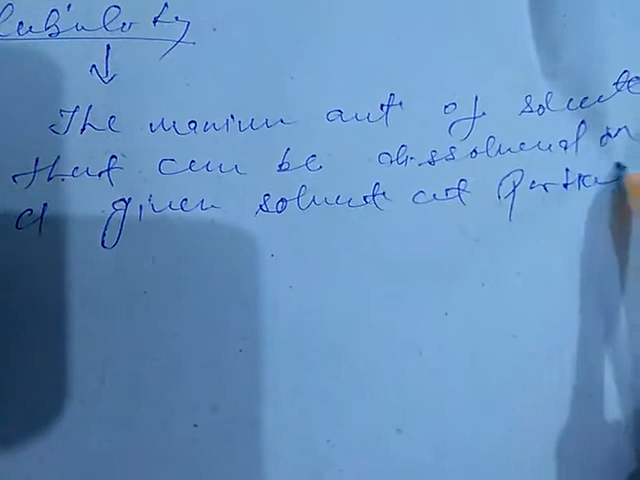 The maximum amt of solute
that can be dissolved in
a given solvent at